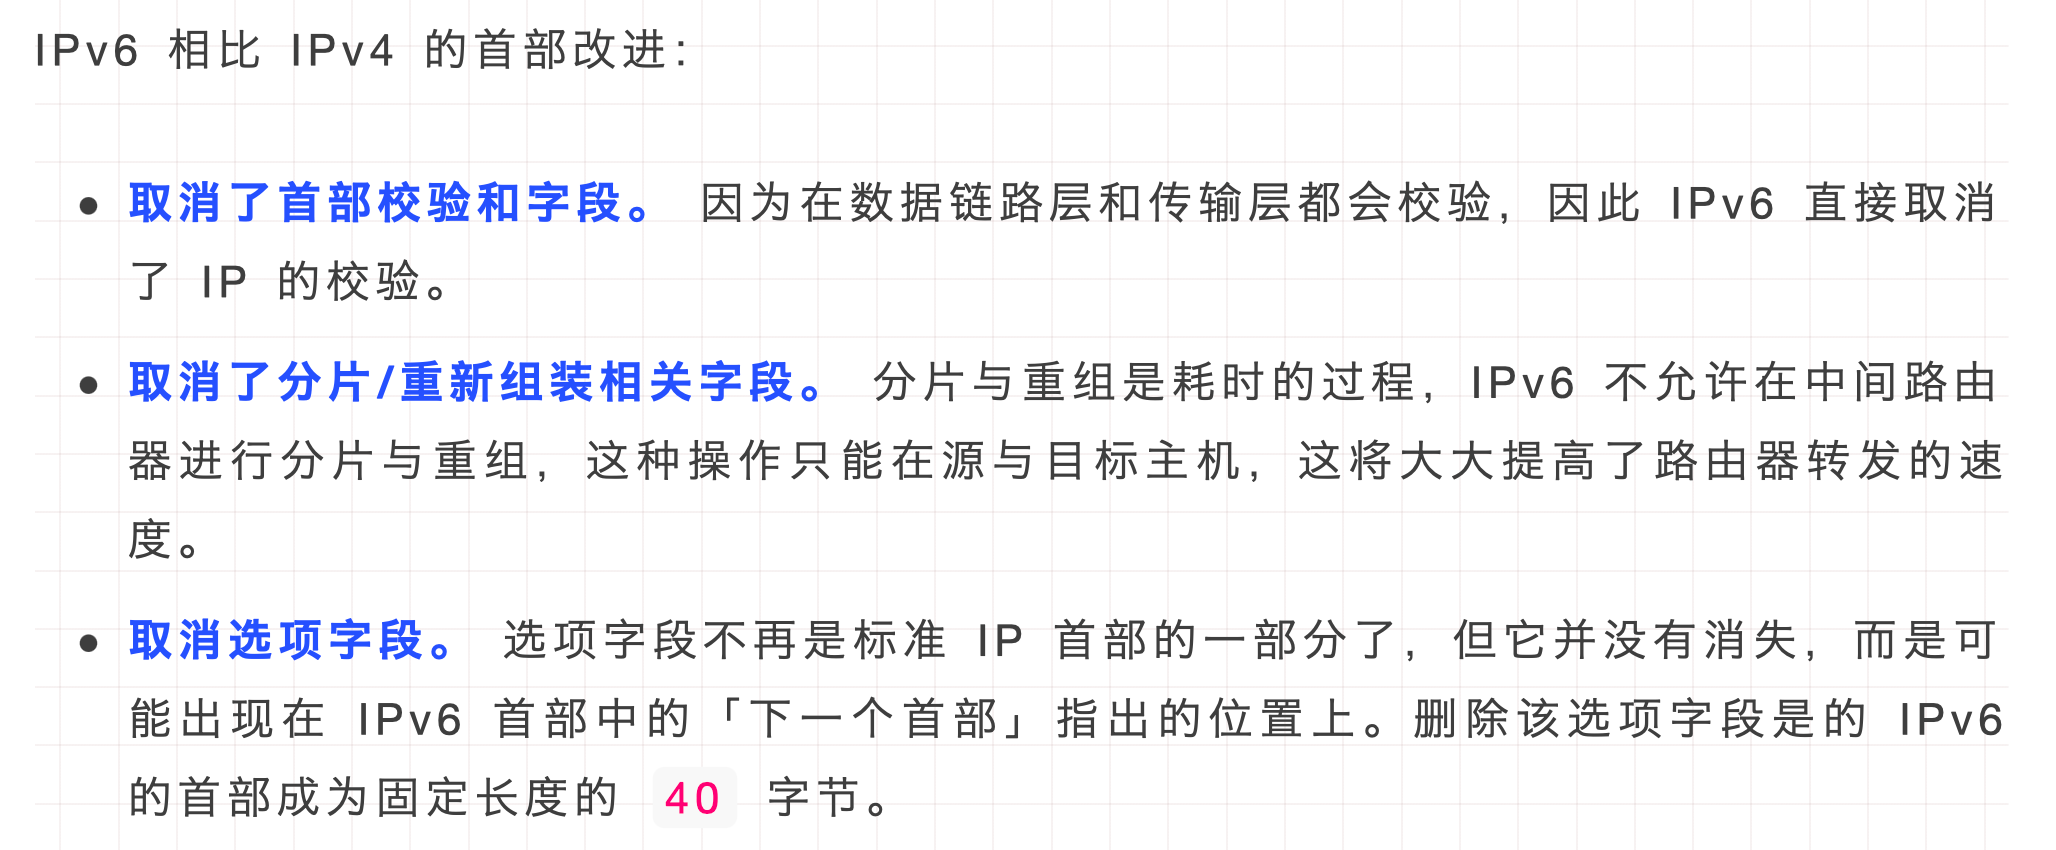 IPv6 相比 IPv4 的首部改进:
• 取消了首部校验和字段。 因为在数据链路层和传输层都会校验, 因此 IPv6 直接取消
了 IP 的校验。
• 取消了分片/重新组装相关字段。 分片与重组是耗时的过程, IPv6 不允许在中间路由
器进行分片与重组, 这种操作只能在源与目标主机, 这将大大提高了路由器转发的速
度。
• 取消选项字段。 选项字段不再是标准 IP 首部的一部分了, 但它并没有消失, 而是可
能出现在 IPv6 首部中的「下一个首部」指出的位置上。删除该选项字段是的 IPv6
的首部成为固定长度的 40 字节。